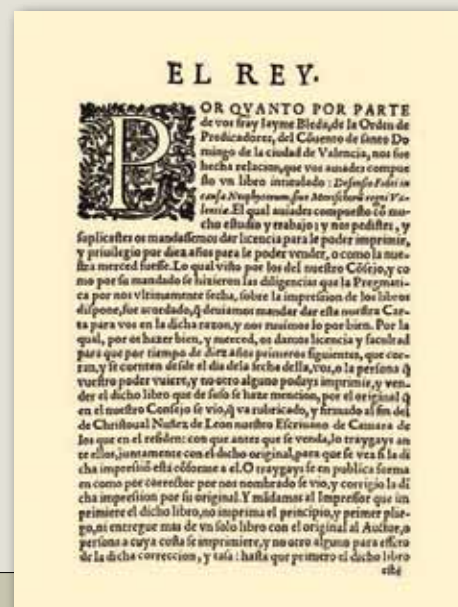 EL REY.
POR QVANTO POR PARTE
de vos fray Iayme Bleda, de la Orden de
Predicadores, del Cõuento de santo Do
mingo de la ciudad de Valencia, nos fue
hecha relacion, que vos auiades compue
sto vn libro intitulado : Defensio Fidei in
causa Neophytorum, siue Morischorũ regni Va-
lentiæ. El qual auiades compuesto cõ mu-
cho estudio y trabajo; y nos pedistes, y
suplicastes os mandassemos dar licencia para le poder imprimir,
y priuilegio por diez años para le poder vender, o como la nue-
stra merced fuesse. Lo qual visto por los del nuestro Cõsejo, y co
mo por su mandado se hizieron las diligencias que la Pregmati-
ca por nos vltimamente fecha, sobre la impression de los libros
dispone, fue acordado, q̃ deuiamos mandar dar esta nuestra Car-
ta para vos en la dicha razon, y nos tuuimos lo por bien. Por la
qual, por os hazer bien, y merced, os damos licencia y facultad
para que por tiempo de diez años primeros siguientes, que cor-
ran, y se cuenten desde el dia de la fecha della, vos, o la persona q̃
vuestro poder vuiere, y no otro alguno podays imprimir, y ven-
der el dicho libro que de suso se haze mencion, por el original q̃
en el nuestro Consejo se vio, q̃ va rubricado, y firmado al fin del
de Christoual Nuñez de Leon nuestro Escriuano de Camara de
los que en el residen: con que antes que se venda, lo traygays an
te ellos, juntamente con el dicho original, para que se vea si la di
cha impressiõ està cõforme a el. O traygays fe en publica forma
en como por corrector por nos nombrado se vio, y corrigio la di
cha impression por su original. Y mãdamos al Impressor que im
primiere el dicho libro, no imprima el principio, y primer plie-
go, ni entregue mas de vn solo libro con el original al Auctor, o
persona a cuya costa se imprimiere, y no otro alguno para effeto
de la dicha correccion, y tasa: hasta que primero el dicho libro
estè